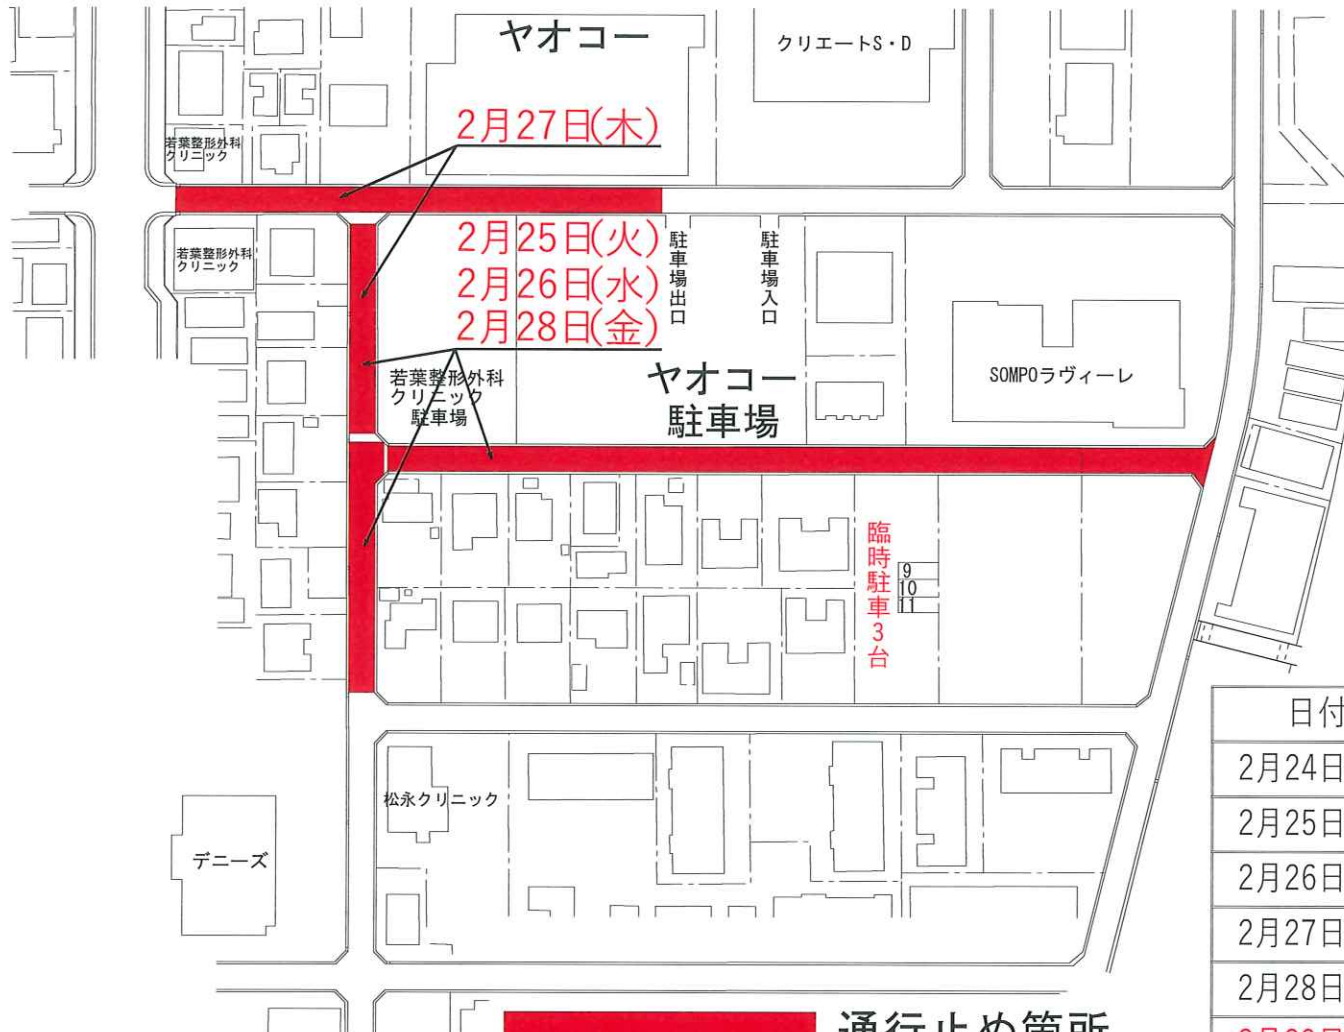 ヤオコー
クリエートS・D
2月27日(木)
若葉整形外科
クリニック
2月25日(火)
2月26日(水)
2月28日(金)
駐車場出口
駐車場入口
若葉整形外科
クリニック
若葉整形外科
クリニック
駐車場
ヤオコー
駐車場
SOMPOラヴィーレ
臨時駐車3台
9
10
11
松永クリニック
デニーズ
日付
2月24日
2月25日
2月26日
2月27日
2月28日
通行止め箇所